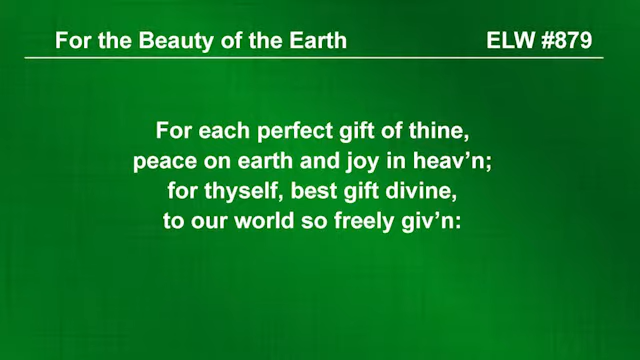 For the Beauty of the Earth ELW #879
For each perfect gift of thine,
peace on earth and joy in heav’n;
for thyself, best gift divine,
to our world so freely giv’n: